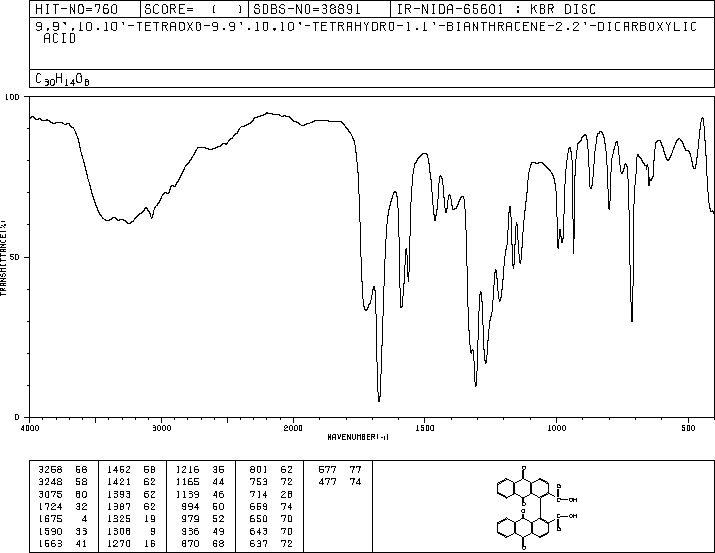 HIT-NO=760 SCORE= ( ) SDBS-NO=38891 IR-NIDA-65601 : KBR DISC
9,9',10,10'-TETRAOXO-9,9',10,10'-TETRAHYDRO-1,1'-BIANTHRACENE-2,2'-DICARBOXYLIC
ACID
C30H14O8
100
50
0
TRANSMITTANCE(%)
4000 3000 2000 1500 1000 500
WAVENUMBER(-1)
3268 58 1462 59 1216 35 801 62 577 77
3248 58 1421 62 1165 44 753 72 477 74
3075 60 1393 62 1139 46 714 28
1724 32 1387 62 994 50 659 74
1675 4 1325 19 979 52 650 70
1590 33 1308 9 936 49 643 70
1563 41 1270 16 870 68 637 72
O
O
C-OH
O
O
C-OH
O
O